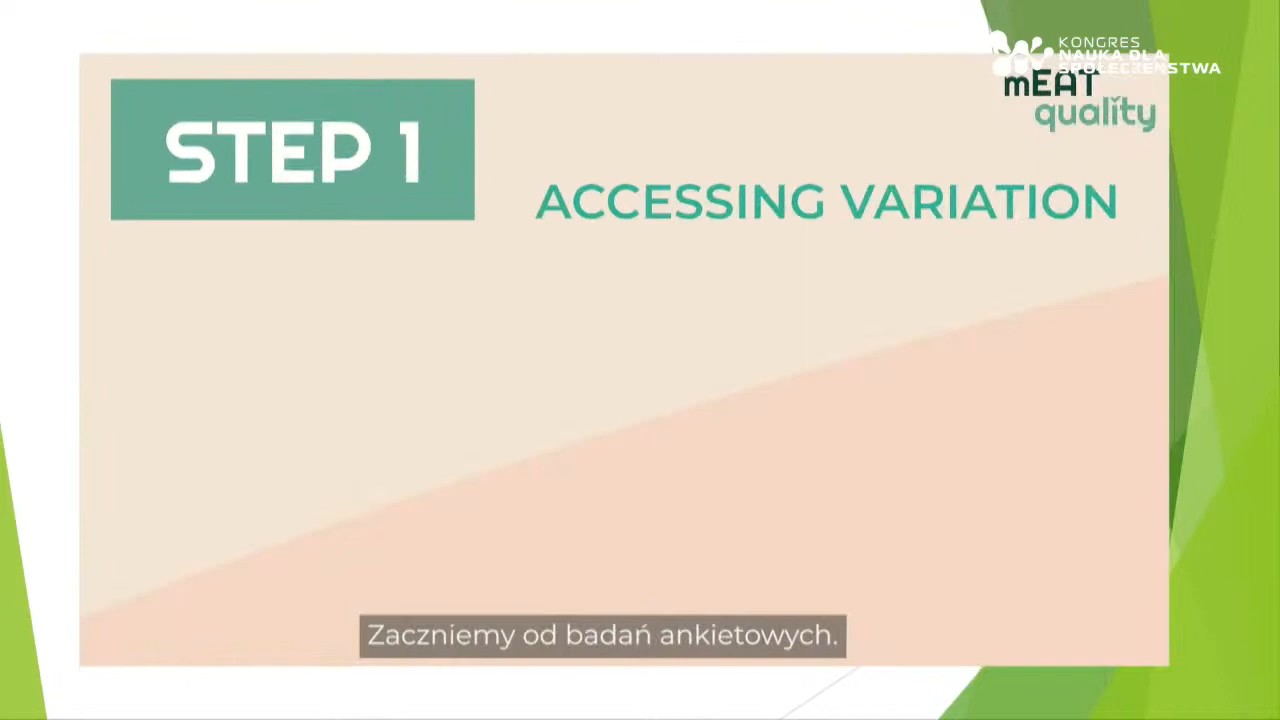 KONGRES
NAUKA DLA
SPOŁECZEŃSTWA
mEAT
quality
STEP 1
ACCESSING VARIATION
Zaczniemy od badań ankietowych.